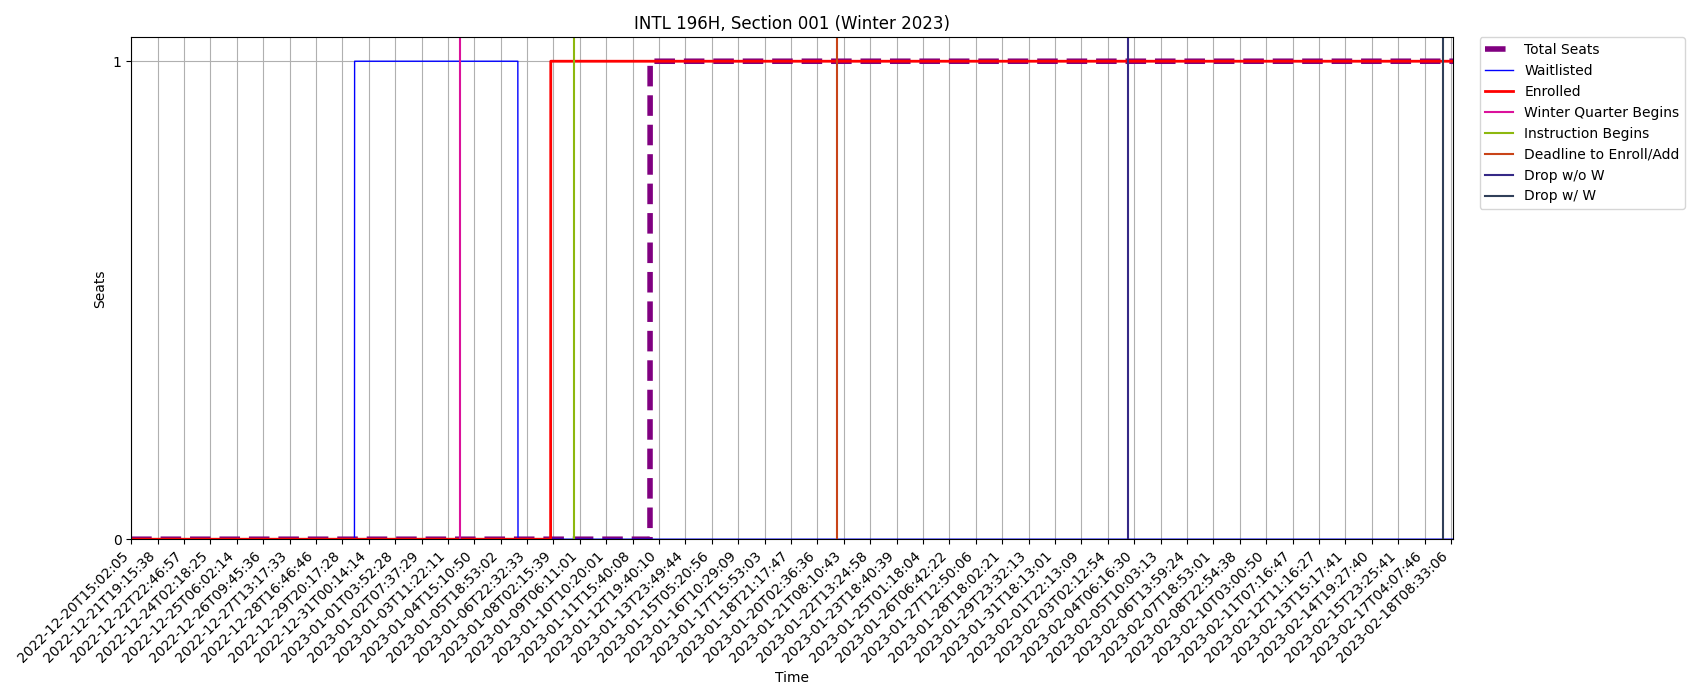 INTL 196H, Section 001 (Winter 2023)
Total Seats
Waitlisted
Enrolled
Winter Quarter Begins
Instruction Begins
Deadline to Enroll/Add
Drop w/o W
Drop w/ W
Seats
1
0
2022-12-20T15:02:05
2022-12-21T19:15:38
2022-12-22T22:46:57
2022-12-24T02:18:25
2022-12-25T06:02:14
2022-12-26T09:45:36
2022-12-27T13:17:33
2022-12-28T16:46:46
2022-12-29T20:17:28
2022-12-31T00:14:14
2023-01-01T03:52:28
2023-01-02T07:37:29
2023-01-03T11:22:11
2023-01-04T15:10:50
2023-01-05T18:53:02
2023-01-06T22:32:33
2023-01-08T02:15:39
2023-01-09T06:11:01
2023-01-10T10:20:01
2023-01-11T15:40:08
2023-01-12T19:40:10
2023-01-13T23:49:44
2023-01-15T05:20:56
2023-01-16T10:29:09
2023-01-17T15:53:03
2023-01-18T21:17:47
2023-01-20T02:36:36
2023-01-21T08:10:43
2023-01-22T13:24:58
2023-01-23T18:40:39
2023-01-25T01:18:04
2023-01-26T06:42:22
2023-01-27T12:50:06
2023-01-28T18:02:21
2023-01-29T23:32:13
2023-01-31T18:13:01
2023-02-01T22:13:09
2023-02-03T02:12:54
2023-02-04T06:16:30
2023-02-05T10:03:13
2023-02-06T13:59:24
2023-02-07T18:53:01
2023-02-08T22:54:38
2023-02-10T03:00:50
2023-02-11T07:16:47
2023-02-12T11:16:27
2023-02-13T15:17:41
2023-02-14T19:27:40
2023-02-15T23:25:41
2023-02-17T04:07:46
2023-02-18T08:33:06
Time